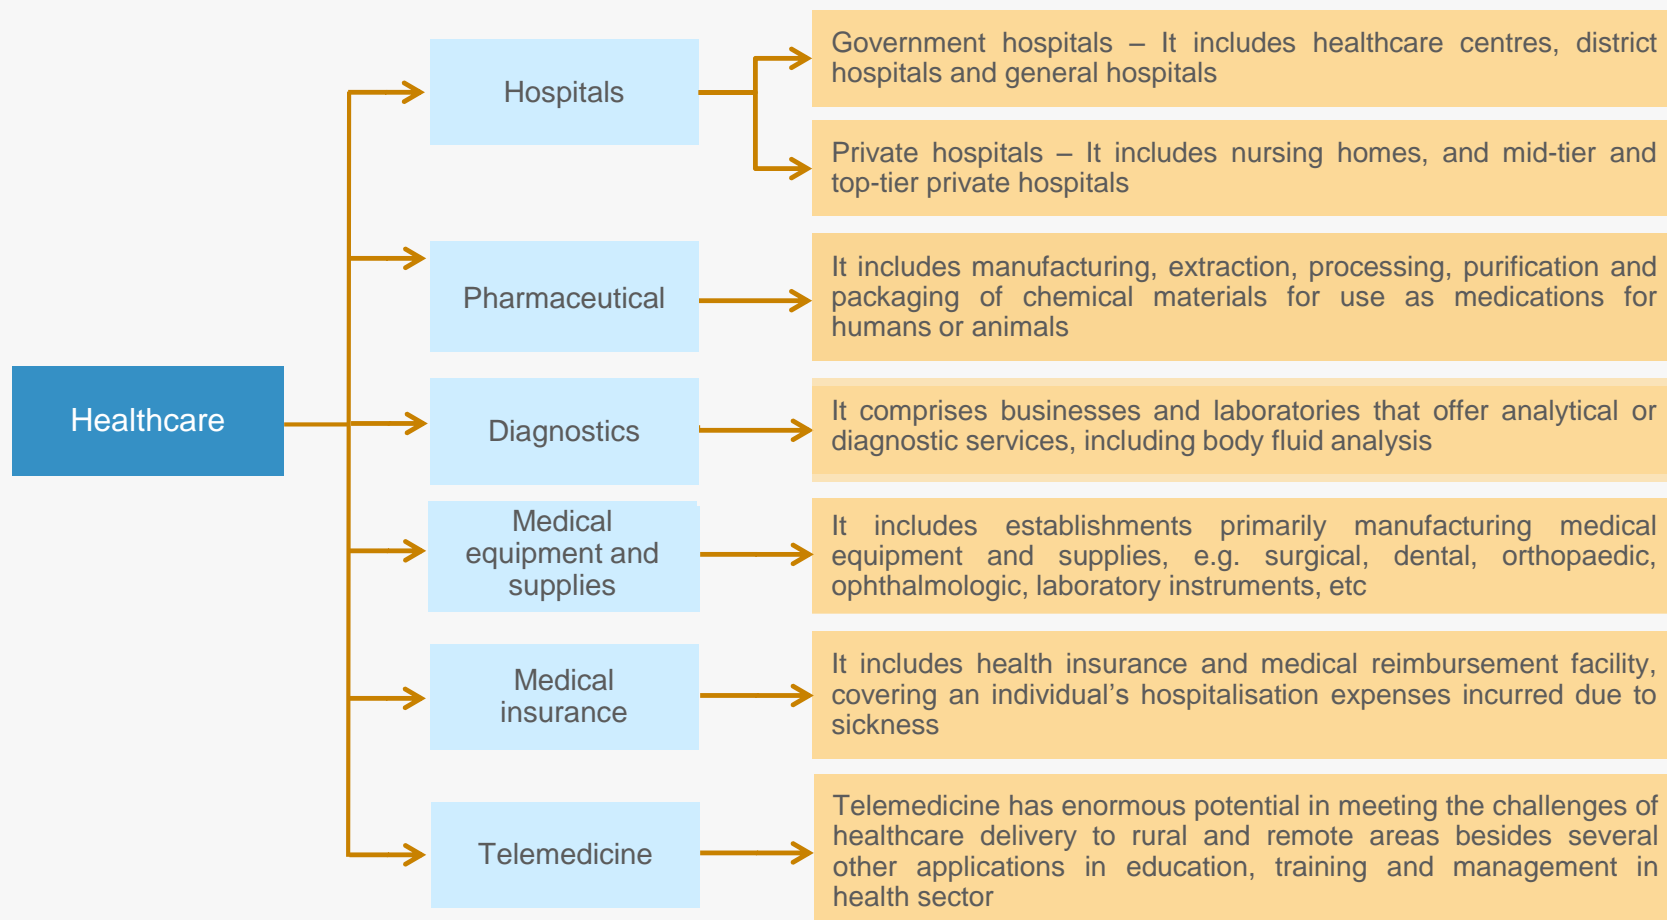 Healthcare
Hospitals
Government hospitals – It includes healthcare centres, district
hospitals and general hospitals
Private hospitals – It includes nursing homes, and mid-tier and
top-tier private hospitals
Pharmaceutical
It includes manufacturing, extraction, processing, purification and
packaging of chemical materials for use as medications for
humans or animals
Diagnostics
It comprises businesses and laboratories that offer analytical or
diagnostic services, including body fluid analysis
Medical
equipment and
supplies
It includes establishments primarily manufacturing medical
equipment and supplies, e.g. surgical, dental, orthopaedic,
ophthalmologic, laboratory instruments, etc
Medical
insurance
It includes health insurance and medical reimbursement facility,
covering an individual’s hospitalisation expenses incurred due to
sickness
Telemedicine
Telemedicine has enormous potential in meeting the challenges of
healthcare delivery to rural and remote areas besides several
other applications in education, training and management in
health sector